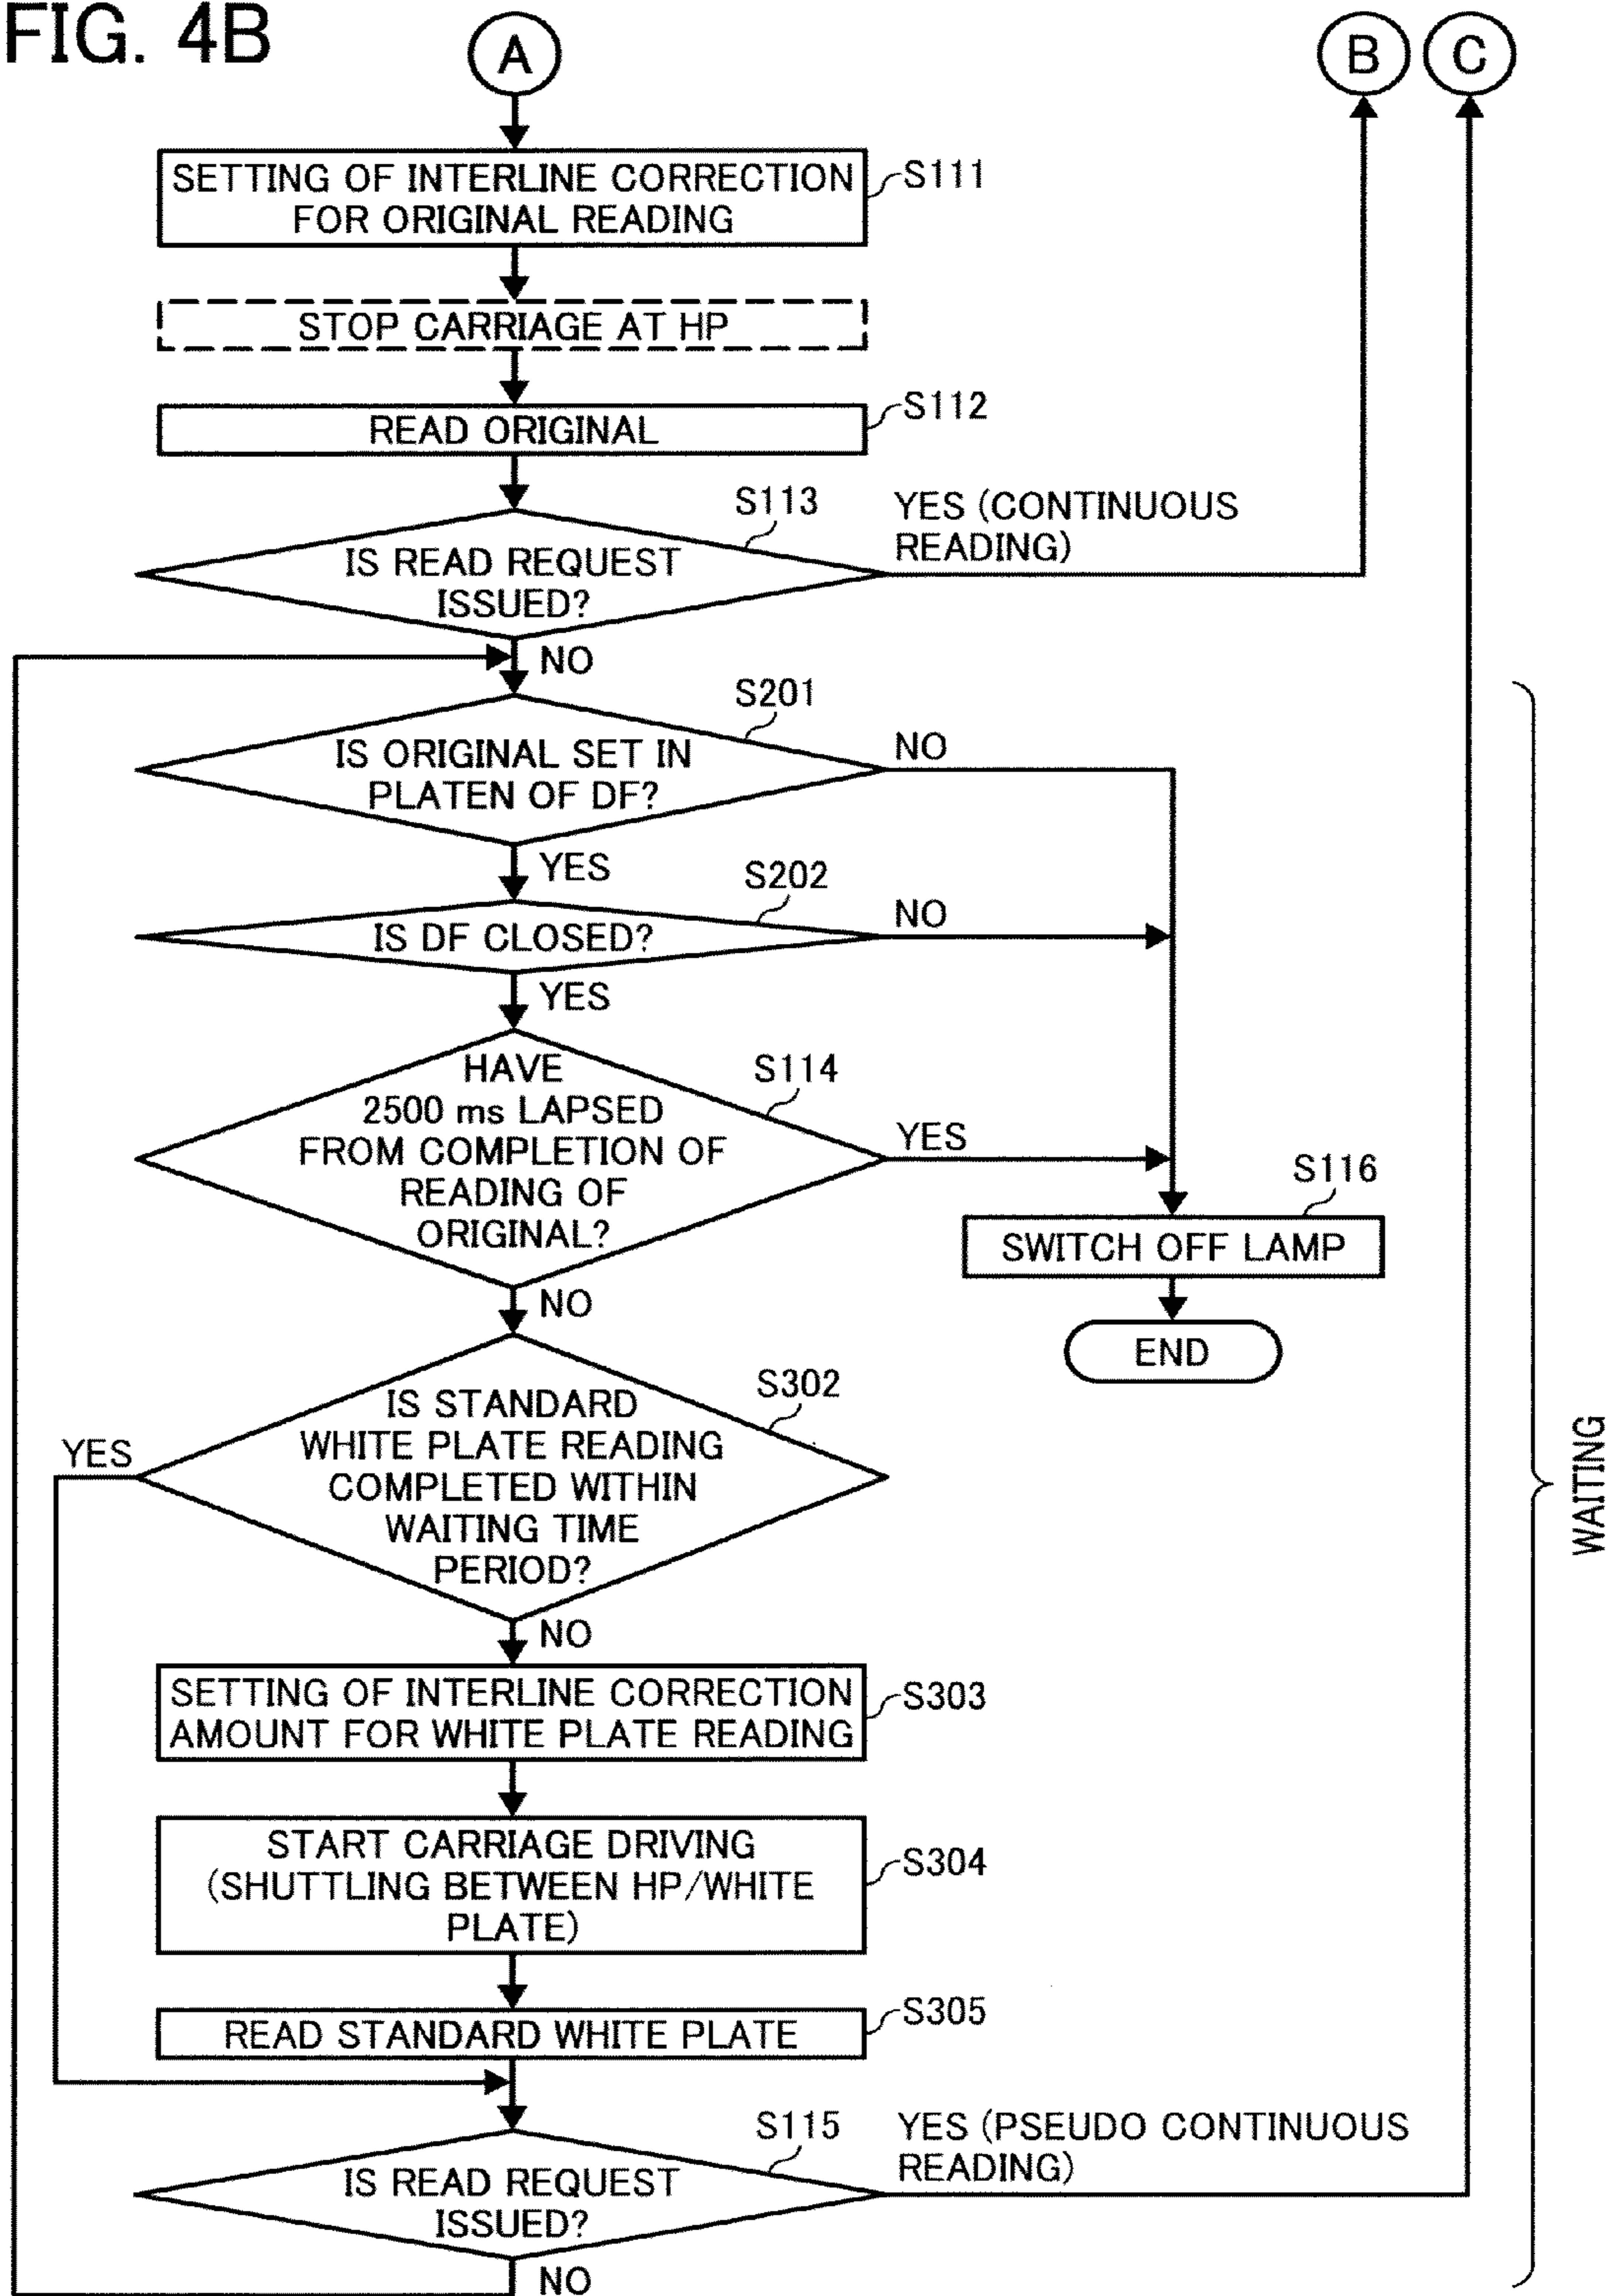 FIG. 4B
A
B
C
SETTING OF INTERLINE CORRECTION
FOR ORIGINAL READING
S111
STOP CARRIAGE AT HP
READ ORIGINAL
S112
IS READ REQUEST
ISSUED?
S113
YES (CONTINUOUS
READING)
NO
IS ORIGINAL SET IN
PLATEN OF DF?
S201
NO
YES
IS DF CLOSED?
S202
NO
YES
HAVE
2500 ms LAPSED
FROM COMPLETION OF
READING OF
ORIGINAL?
S114
YES
S116
SWITCH OFF LAMP
END
NO
IS STANDARD
WHITE PLATE READING
COMPLETED WITHIN
WAITING TIME
PERIOD?
S302
YES
NO
SETTING OF INTERLINE CORRECTION
AMOUNT FOR WHITE PLATE READING
S303
START CARRIAGE DRIVING
(SHUTTLING BETWEEN HP/WHITE
PLATE)
S304
READ STANDARD WHITE PLATE
S305
IS READ REQUEST
ISSUED?
S115
YES (PSEUDO CONTINUOUS
READING)
NO
WAITING